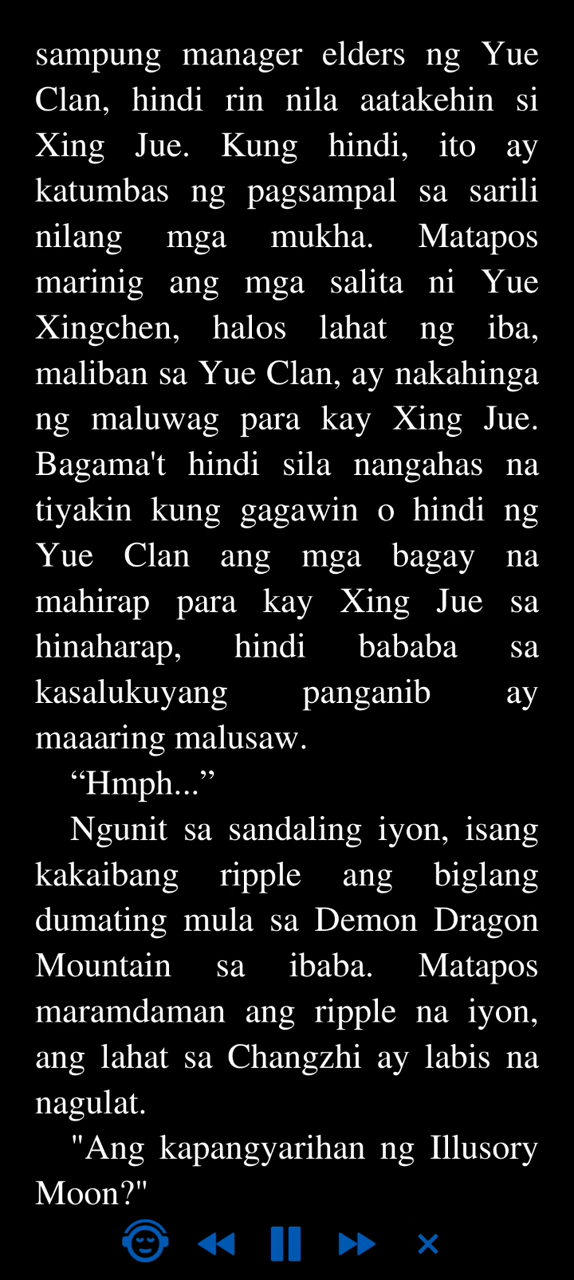 sampung manager elders ng Yue
Clan, hindi rin nila aatakehin si
Xing Jue. Kung hindi, ito ay
katumbas ng pagsampal sa sarili
nilang mga mukha. Matapos
marinig ang mga salita ni Yue
Xingchen, halos lahat ng iba,
maliban sa Yue Clan, ay nakahinga
ng maluwag para kay Xing Jue.
Bagama't hindi sila nangahas na
tiyakin kung gagawin o hindi ng
Yue Clan ang mga bagay na
mahirap para kay Xing Jue sa
hinaharap, hindi bababa sa
kasalukuyang panganib ay
maaaring malusaw.
“Hmph...”
Ngunit sa sandaling iyon, isang
kakaibang ripple ang biglang
dumating mula sa Demon Dragon
Mountain sa ibaba. Matapos
maramdaman ang ripple na iyon,
ang lahat sa Changzhi ay labis na
nagulat.
"Ang kapangyarihan ng Illusory
Moon?"